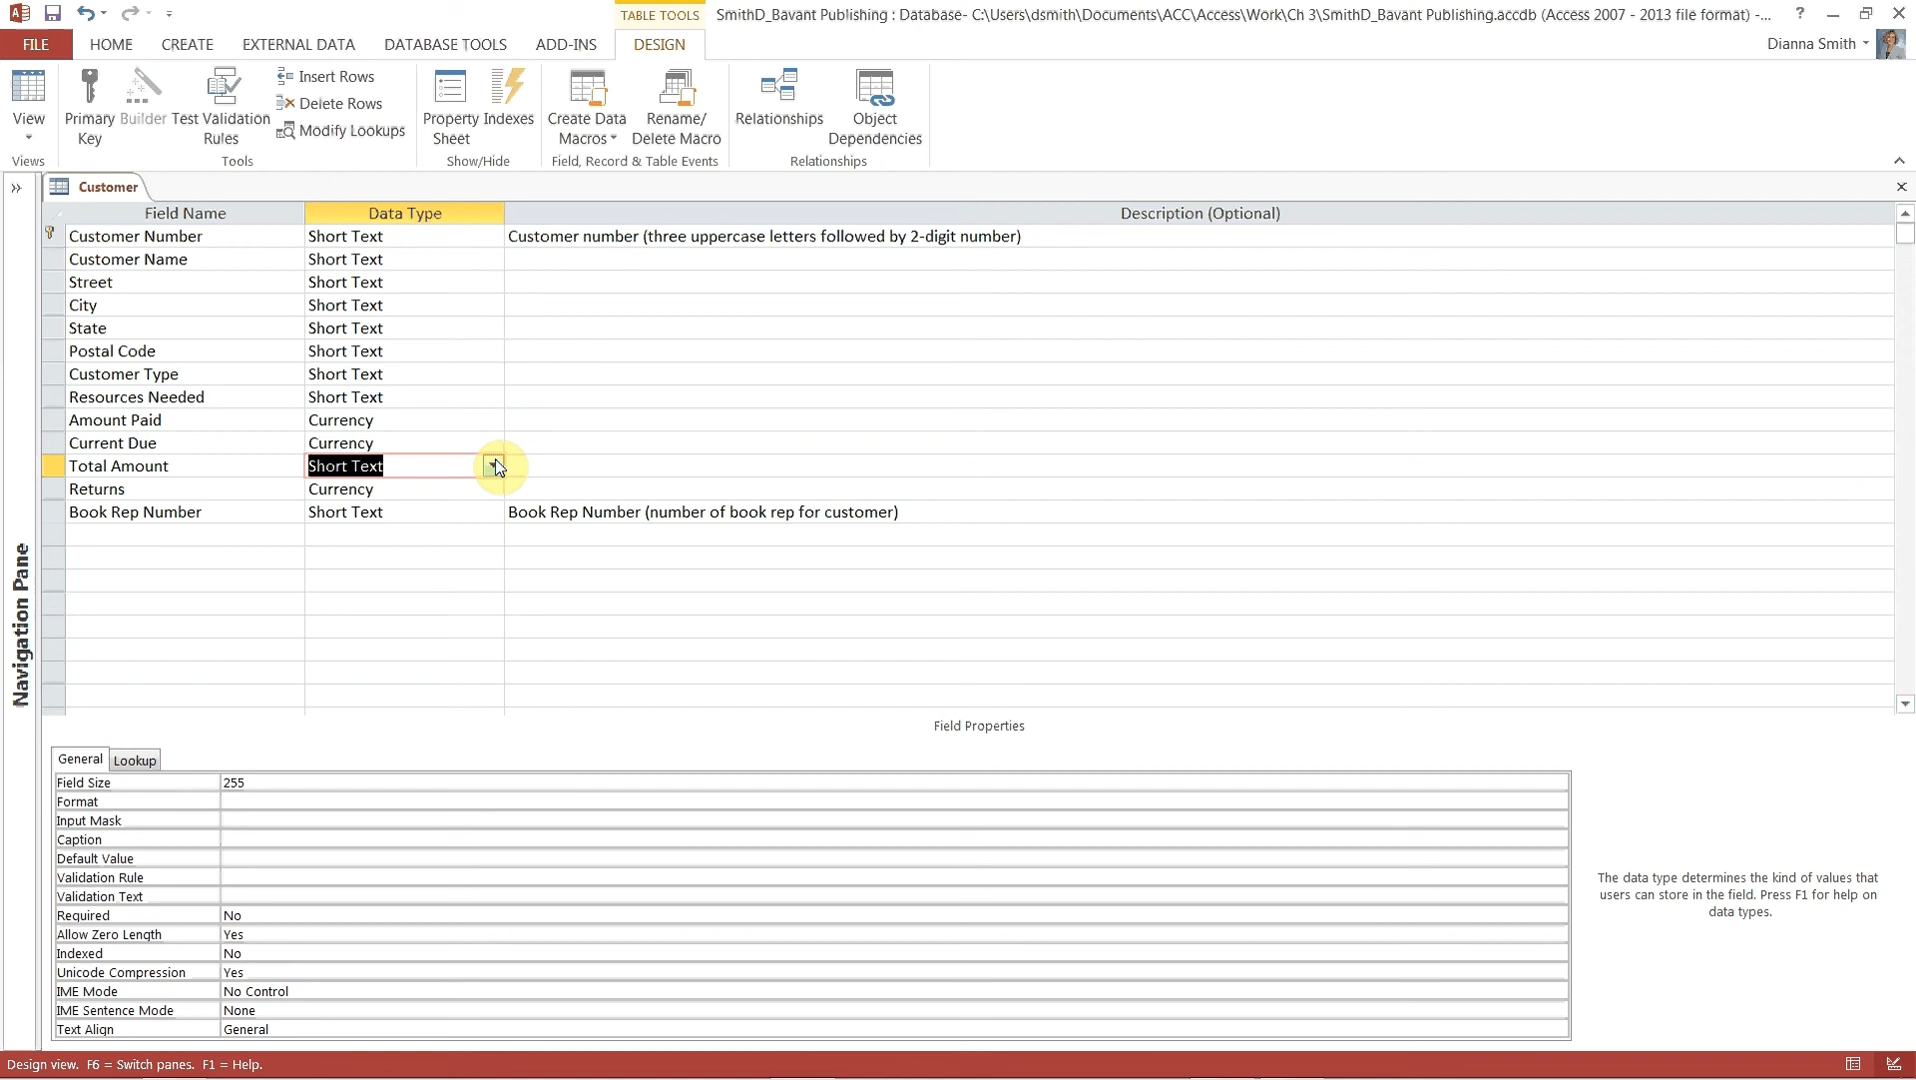 TABLE TOOLS
SmithD_Bavant Publishing : Database- C:\Users\dsmith\Documents\ACC\Access\Work\Ch 3\SmithD_Bavant Publishing.accdb (Access 2007 - 2013 file format) -...
?
FILE HOME CREATE EXTERNAL DATA DATABASE TOOLS ADD-INS DESIGN
Dianna Smith
View
Primary Key
Builder
Test Validation Rules
Insert Rows
Delete Rows
Modify Lookups
Property Sheet
Indexes
Create Data Macros
Rename/ Delete Macro
Relationships
Object Dependencies
Views Tools Show/Hide Field, Record & Table Events Relationships
Customer
Field Name Data Type Description (Optional)
Customer Number Short Text Customer number (three uppercase letters followed by 2-digit number)
Customer Name Short Text
Street Short Text
City Short Text
State Short Text
Postal Code Short Text
Customer Type Short Text
Resources Needed Short Text
Amount Paid Currency
Current Due Currency
Total Amount Short Text
Returns Currency
Book Rep Number Short Text Book Rep Number (number of book rep for customer)
Navigation Pane
Field Properties
General Lookup
Field Size 255
Format
Input Mask
Caption
Default Value
Validation Rule
Validation Text
Required No
Allow Zero Length Yes
Indexed No
Unicode Compression Yes
IME Mode No Control
IME Sentence Mode None
Text Align General
The data type determines the kind of values that
users can store in the field. Press F1 for help on
data types.
Design view. F6 = Switch panes. F1 = Help.